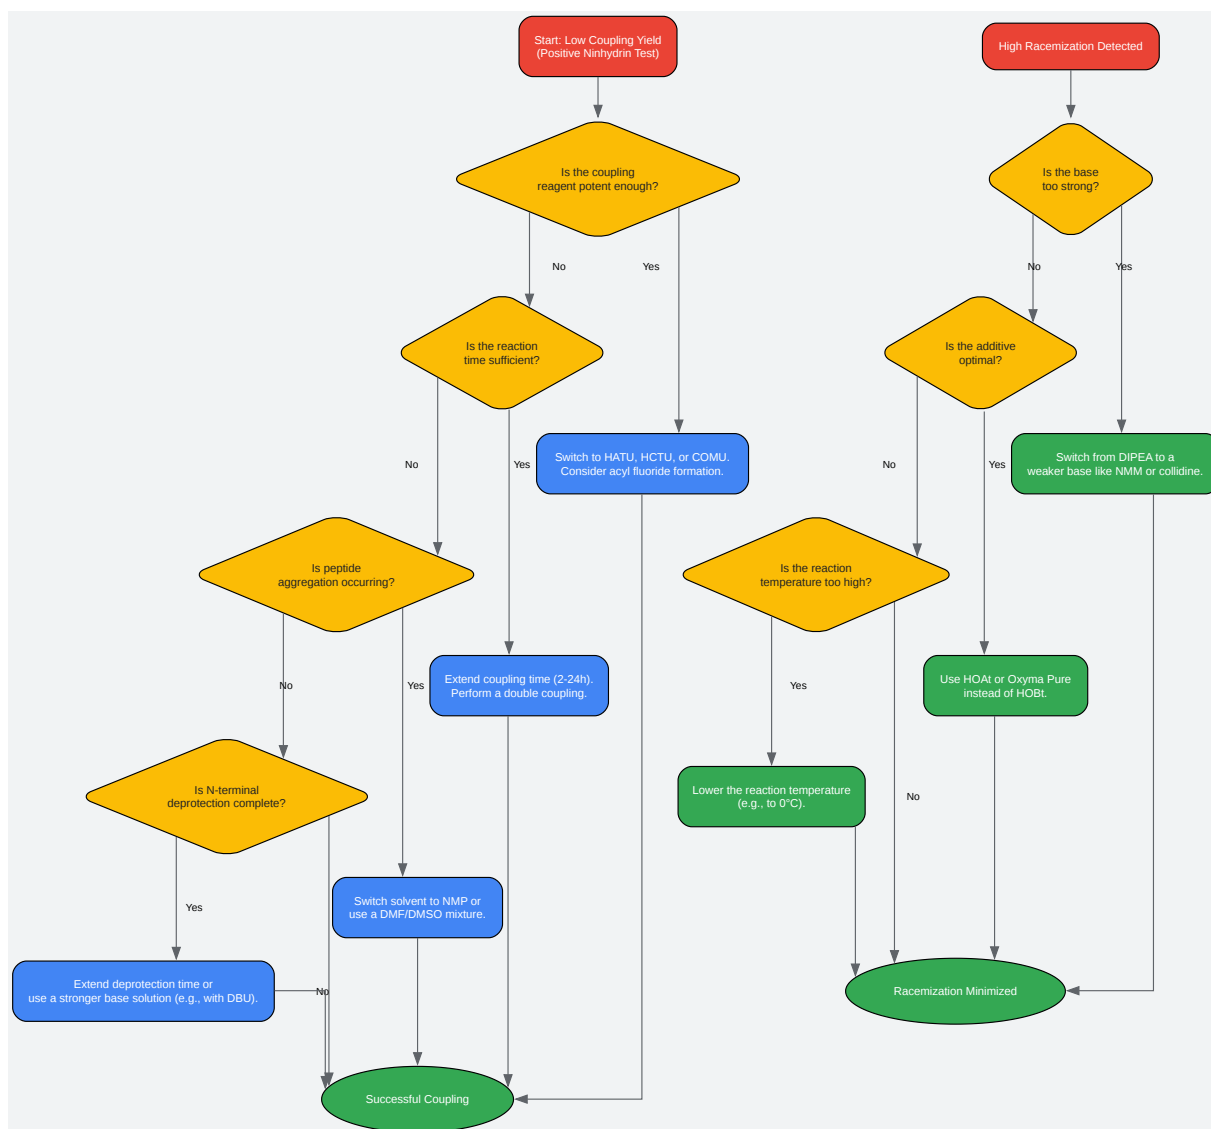 Start: Low Coupling Yield
(Positive Ninhydrin Test)
High Racemization Detected
Is the coupling
reagent potent enough?
Is the base
too strong?
No
Yes
No
Yes
Is the reaction
time sufficient?
Is the additive
optimal?
No
Yes
Switch to HATU, HCTU, or COMU.
Consider acyl fluoride formation.
No
Yes
Switch from DIPEA to a
weaker base like NMM or collidine.
Is peptide
aggregation occurring?
Is the reaction
temperature too high?
No
Yes
Extend coupling time (2-24h).
Perform a double coupling.
Yes
Use HOAt or Oxyma Pure
instead of HOBt.
Is N-terminal
deprotection complete?
Lower the reaction temperature
(e.g., to 0°C).
No
Yes
Switch solvent to NMP or
use a DMF/DMSO mixture.
Extend deprotection time or
use a stronger base solution (e.g., with DBU).
No
Racemization Minimized
Successful Coupling